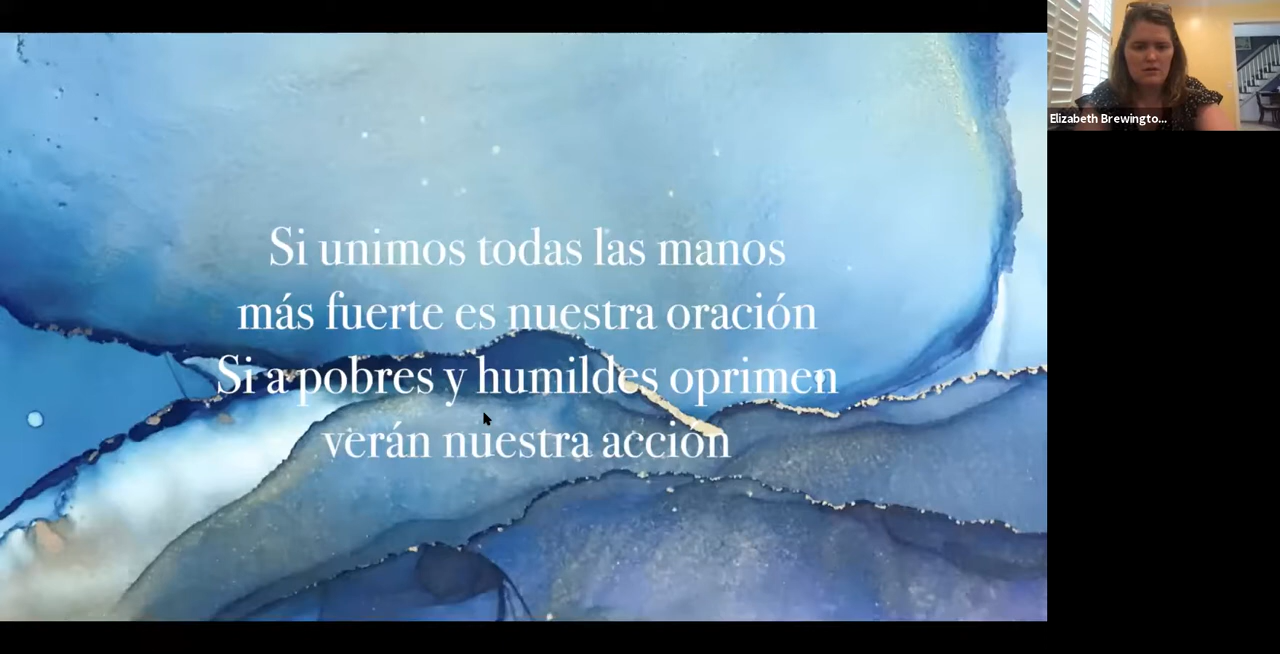 Si unimos todas las manos
más fuerte es nuestra oración
Si a pobres y humildes oprimen
verán nuestra acción
Elizabeth Brewingto...